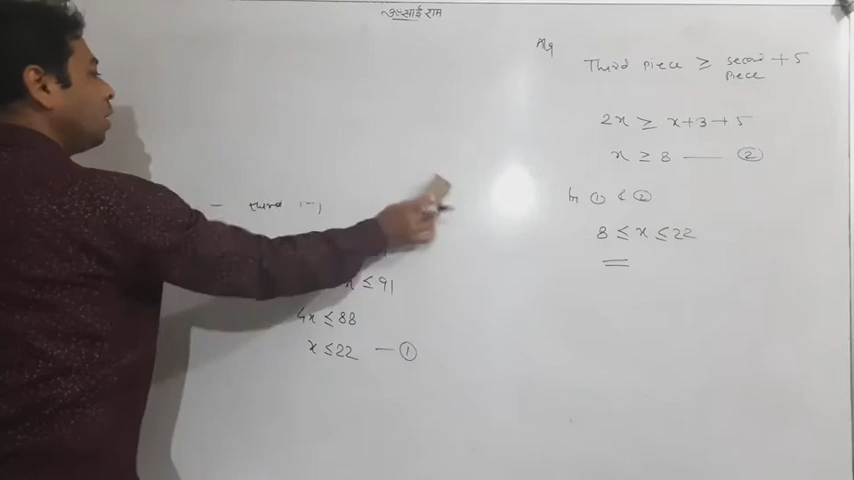 साई राम
- third
x ≤ 91
4x ≤ 88
x ≤ 22 — ①
Third piece ≥ second + 5
piece
2x ≥ x+3+5
x ≥ 8 —— ②
① & ②
8 ≤ x ≤ 22